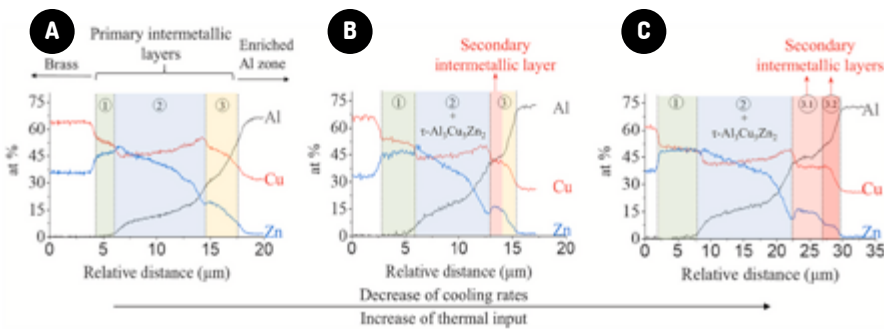 A
Brass
Primary intermetallic
layers
Enriched
Al zone
① ② ③
at %
75
60
45
30
15
0
Al
Cu
Zn
0 5 10 15 20
Relative distance (μm)
B
Secondary
intermetallic layer
① ② ③
+
τ-Al₃Cu₅Zn₂
at %
75
60
45
30
15
0
Al
Cu
Zn
0 5 10 15 20
Relative distance (μm)
C
Secondary
intermetallic layers
① ② 3.1 3.2
+
τ-Al₃Cu₅Zn₂
at %
75
60
45
30
15
0
Al
Cu
Zn
0 5 10 15 20 25 30 35
Relative distance (μm)
Decrease of cooling rates
Increase of thermal input